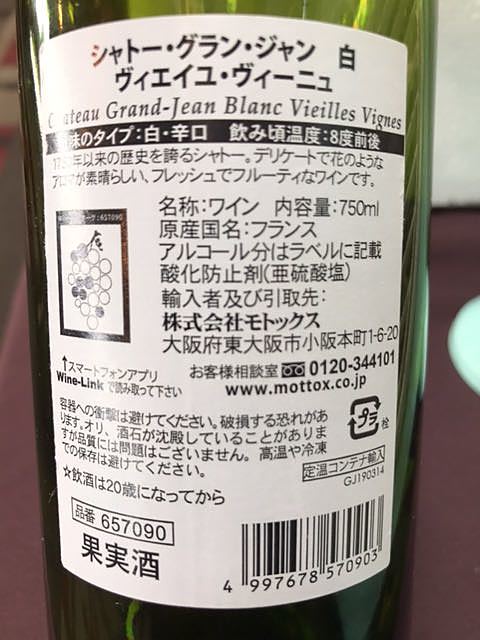 シャトー・グラン・ジャン 白
ヴィエイユ・ヴィーニュ
Grand-Jean Blanc Vieilles Vignes
味のタイプ:白・辛口 飲み頃温度:8度前後
年以来の歴史を誇るシャトー。デリケートで花のような
アロマが素晴らしい、フレッシュでフルーティなワインです。
:657090
名称:ワイン 内容量:750ml
原産国名:フランス
アルコール分はラベルに記載
酸化防止剤(亜硫酸塩)
輸入者及び引取先:
株式会社モトックス
大阪府東大阪市小阪本町1-6-20
↑スマートフォンアプリ
Wine-Linkで読み取って下さい
お客様相談室 0120-344101
www.mottox.co.jp
容器への衝撃は避けてください。破損する恐れがあ
ります。オリ、酒石が沈殿していることがありま
すが品質には問題はございません。高温や冷凍
での保存は避けてください。
プラ 栓
定温コンテナ輸入
GJ190314
☆飲酒は20歳になってから
品番 657090
果実酒
4 997678 570903